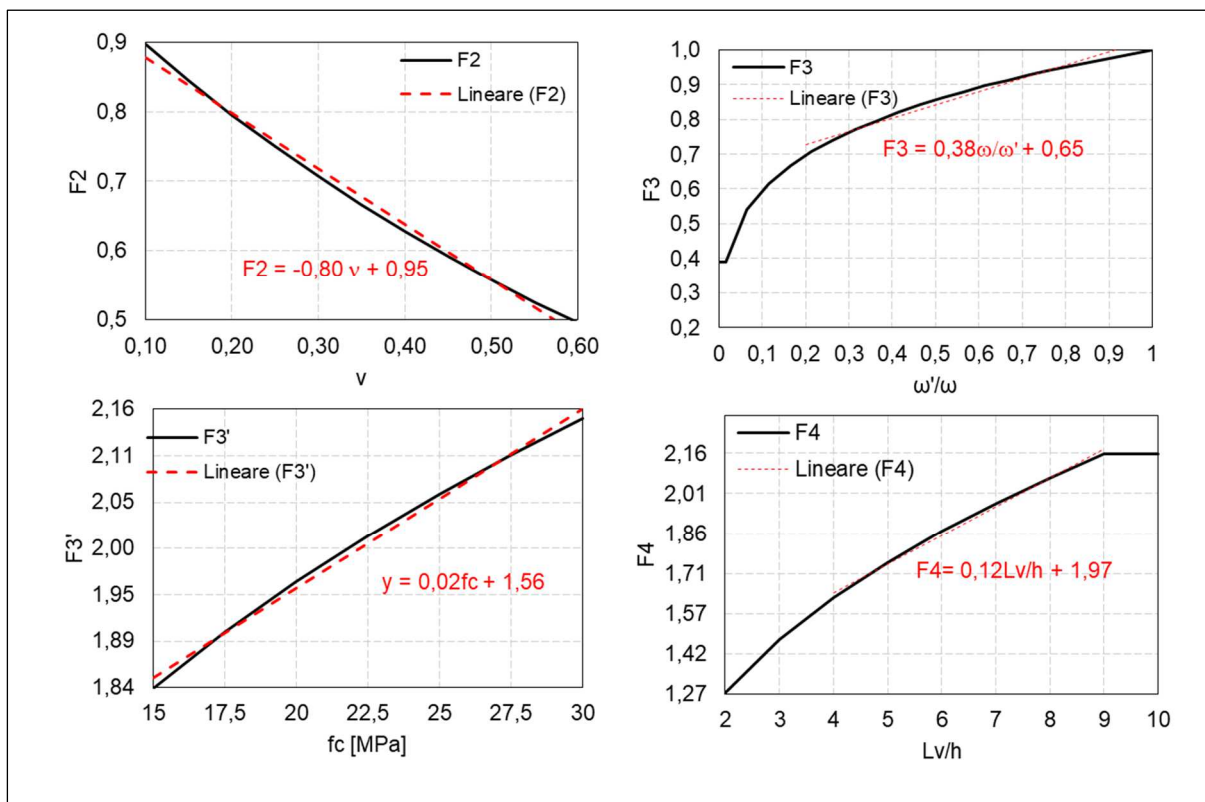 0,9
0,8
0,7
0,6
0,5
F2
F2
Lineare (F2)
F2 = -0,80 ν + 0,95
0,10 0,20 0,30 0,40 0,50 0,60
ν
1,0
0,9
0,8
0,7
0,6
0,5
0,4
0,3
0,2
F3
F3
Lineare (F3)
F3 = 0,38ω/ω' + 0,65
0 0,1 0,2 0,3 0,4 0,5 0,6 0,7 0,8 0,9 1
ω'/ω
2,16
2,11
2,05
2,00
1,95
1,89
1,84
F3'
F3'
Lineare (F3')
y = 0,02fc + 1,56
15 17,5 20 22,5 25 27,5 30
fc [MPa]
2,16
2,01
1,86
1,71
1,57
1,42
1,27
F4
F4
Lineare (F4)
F4= 0,12Lv/h + 1,97
2 3 4 5 6 7 8 9 10
Lv/h